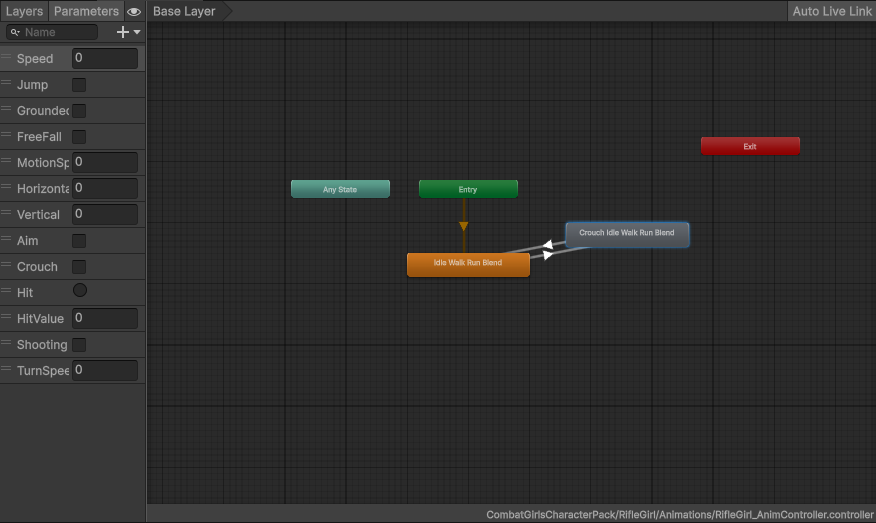 Layers Parameters Base Layer Auto Live Link
Name
Speed 0
Jump
Grounded
FreeFall
MotionSp 0
Horizonta 0
Vertical 0
Aim
Crouch
Hit
HitValue 0
Shooting
TurnSpee 0
Exit
Any State Entry
Crouch Idle Walk Run Blend
Idle Walk Run Blend
CombatGirlsCharacterPack/RifleGirl/Animations/RifleGirl_AnimController.controller